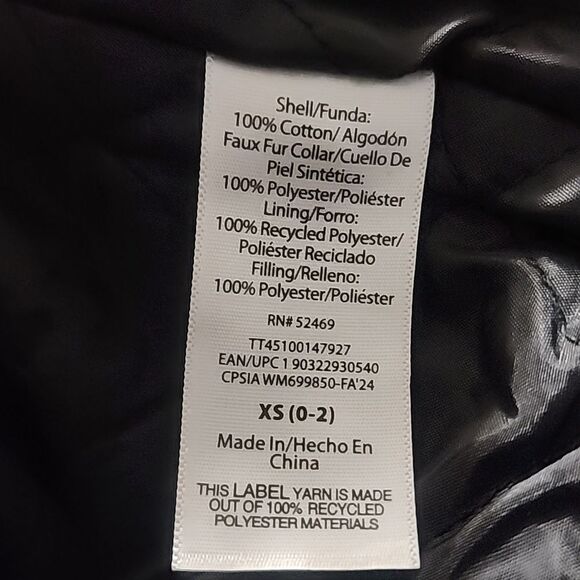 Shell/Funda:
100% Cotton/ Algodón
Faux Fur Collar/Cuello De
Piel Sintética:
100% Polyester/Poliéster
Lining/Forro:
100% Recycled Polyester/
Poliéster Reciclado
Filling/Relleno:
100% Polyester/Poliéster
RN# 52469
TT45100147927
EAN/UPC 1 90322930540
CPSIA WM699850-FA'24
XS (0-2)
Made In/Hecho En
China
THIS LABEL YARN IS MADE
OUT OF 100% RECYCLED
POLYESTER MATERIALS